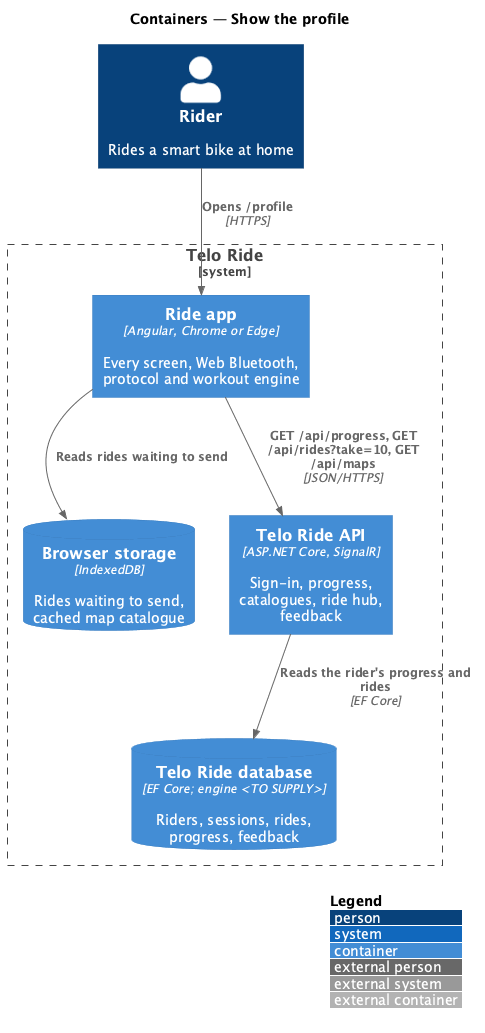 Containers — Show the profile
Rider
Rides a smart bike at home
Opens /profile
[HTTPS]
Telo Ride
[system]
Ride app
[Angular, Chrome or Edge]
Every screen, Web Bluetooth,
protocol and workout engine
Reads rides waiting to send
GET /api/progress, GET
/api/rides?take=10, GET
/api/maps
[JSON/HTTPS]
Browser storage
[IndexedDB]
Rides waiting to send,
cached map catalogue
Telo Ride API
[ASP.NET Core, SignalR]
Sign-in, progress,
catalogues, ride hub,
feedback
Reads the rider's progress and
rides
[EF Core]
Telo Ride database
[EF Core; engine <TO SUPPLY>]
Riders, sessions, rides,
progress, feedback
Legend
person
system
container
external person
external system
external container